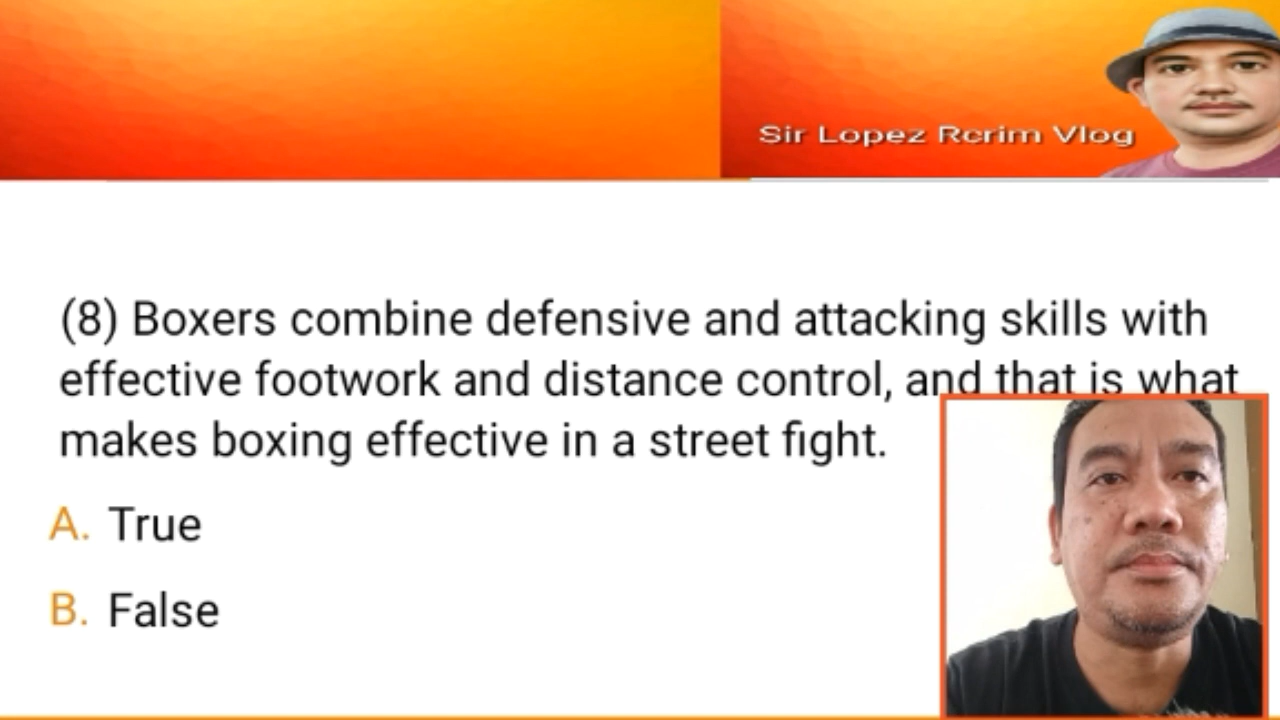 Sir Lopez Rcrim Vlog
(8) Boxers combine defensive and attacking skills with
effective footwork and distance control, and that is what
makes boxing effective in a street fight.
A. True
B. False